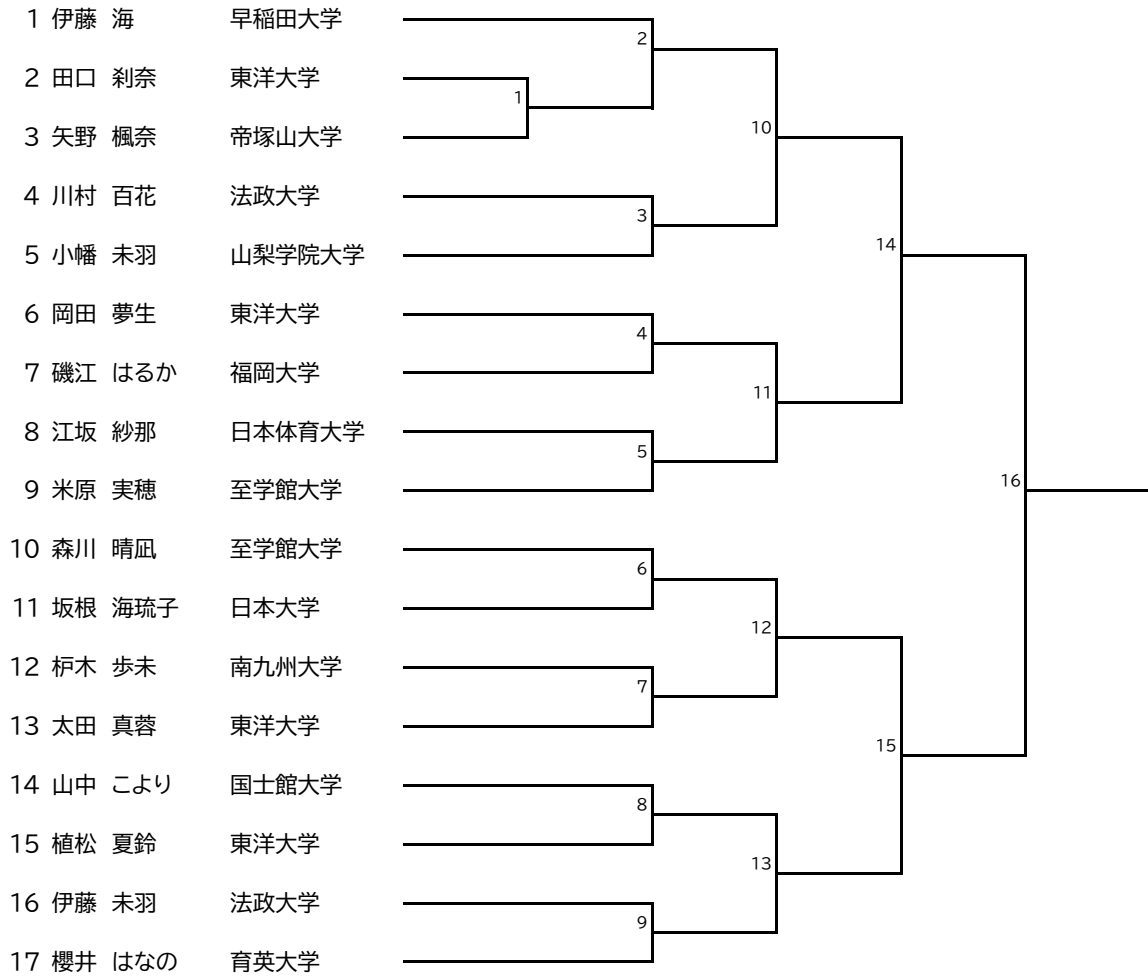 1 伊藤 海 早稲田大学
2
2 田口 刹奈 東洋大学
1
3 矢野 楓奈 帝塚山大学
10
4 川村 百花 法政大学
3
5 小幡 未羽 山梨学院大学
14
6 岡田 夢生 東洋大学
4
7 磯江 はるか 福岡大学
11
8 江坂 紗那 日本体育大学
5
9 米原 実穂 至学館大学
16
10 森川 晴凪 至学館大学
6
11 坂根 海琉子 日本大学
12
12 枦木 歩未 南九州大学
7
13 太田 真蓉 東洋大学
15
14 山中 こより 国士館大学
8
15 植松 夏鈴 東洋大学
13
16 伊藤 未羽 法政大学
9
17 櫻井 はなの 育英大学